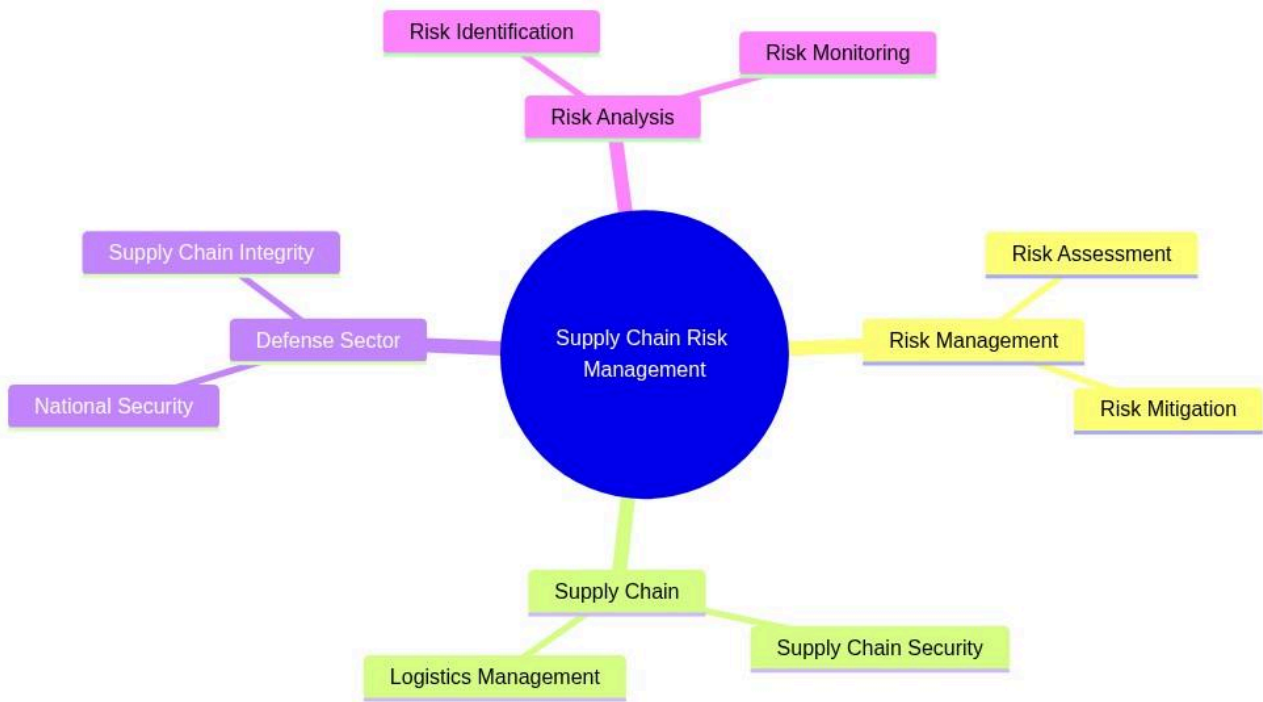 Risk Identification
Risk Monitoring
Risk Analysis
Supply Chain Integrity
Risk Assessment
Defense Sector
Supply Chain Risk
Management
Risk Management
National Security
Risk Mitigation
Supply Chain
Supply Chain Security
Logistics Management